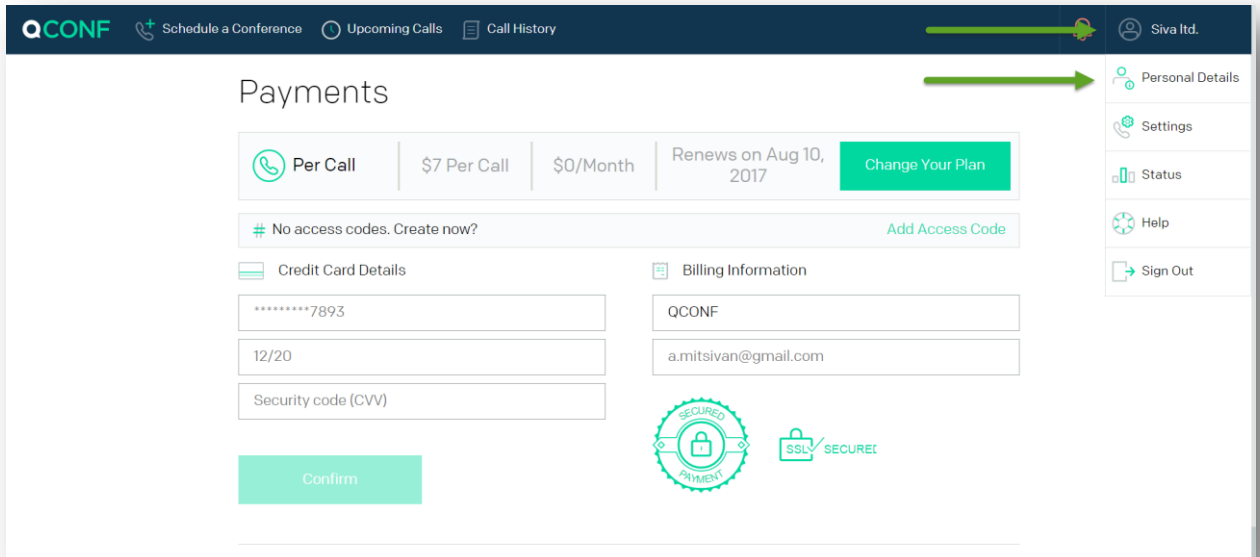 QCONF
Schedule a Conference
Upcoming Calls
Call History
Siva ltd.
Personal Details
Settings
Status
Help
Sign Out
Payments
Per Call
$7 Per Call
$0/Month
Renews on Aug 10,
2017
Change Your Plan
# No access codes. Create now?
Add Access Code
Credit Card Details
*********7893
12/20
Security code (CVV)
Confirm
Billing Information
QCONF
a.mitsivan@gmail.com
SECURED
PAYMENT
SSL
SECURED